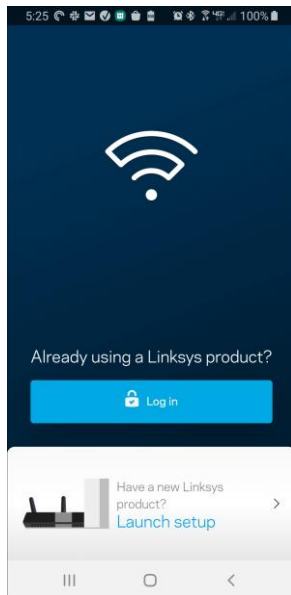 5:25
100%
Already using a Linksys product?
Log in
Have a new Linksys
product?
Launch setup